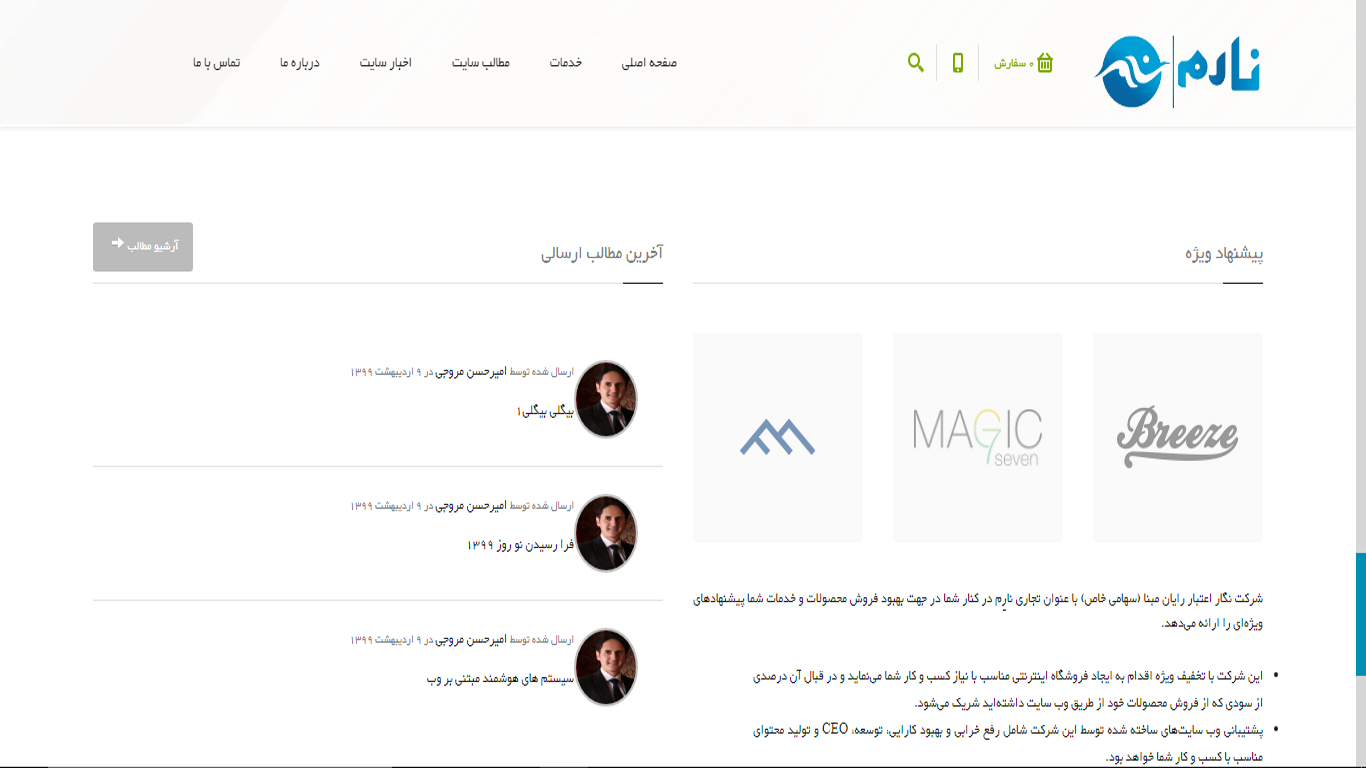 نارم
۰ سفارش
صفحه اصلی
خدمات
مطالب سایت
اخبار سایت
درباره ما
تماس با ما
پیشنهاد ویژه
Breeze
MAGIC
7
seven
شرکت نگار اعتبار رایان مبنا (سهامی خاص) با عنوان تجاری نارِم در کنار شما در جهت بهبود فروش محصولات و خدمات شما پیشنهادهای
ویژه‌ای را ارائه می‌دهد.
این شرکت با تخفیف ویژه اقدام به ایجاد فروشگاه اینترنتی مناسب با نیاز کسب و کار شما می‌نماید و در قبال آن درصدی
از سودی که از فروش محصولات خود از طریق وب سایت داشته‌اید شریک می‌شود.
پشتیبانی وب سایت‌های ساخته شده توسط این شرکت شامل رفع خرابی و بهبود کارایی، توسعه، CEO و تولید محتوای
مناسب با کسب و کار شما خواهد بود.
آخرین مطالب ارسالی
آرشیو مطالب
ارسال شده توسط امیرحسن مروجی در ۹ اردیبهشت ۱۳۹۹
بیگلی بیگلی۱
ارسال شده توسط امیرحسن مروجی در ۹ اردیبهشت ۱۳۹۹
فرا رسیدن نو روز ۱۳۹۹
ارسال شده توسط امیرحسن مروجی در ۹ اردیبهشت ۱۳۹۹
سیستم های هوشمند مبتنی بر وب